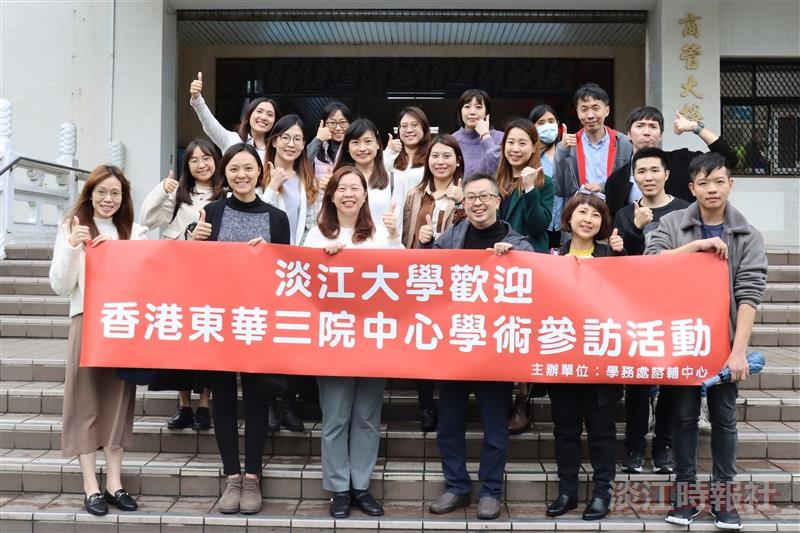 商管大樓
淡江大學歡迎
香港東華三院中心學術參訪活動
主辦單位：學務處諮輔中心
淡江時報社